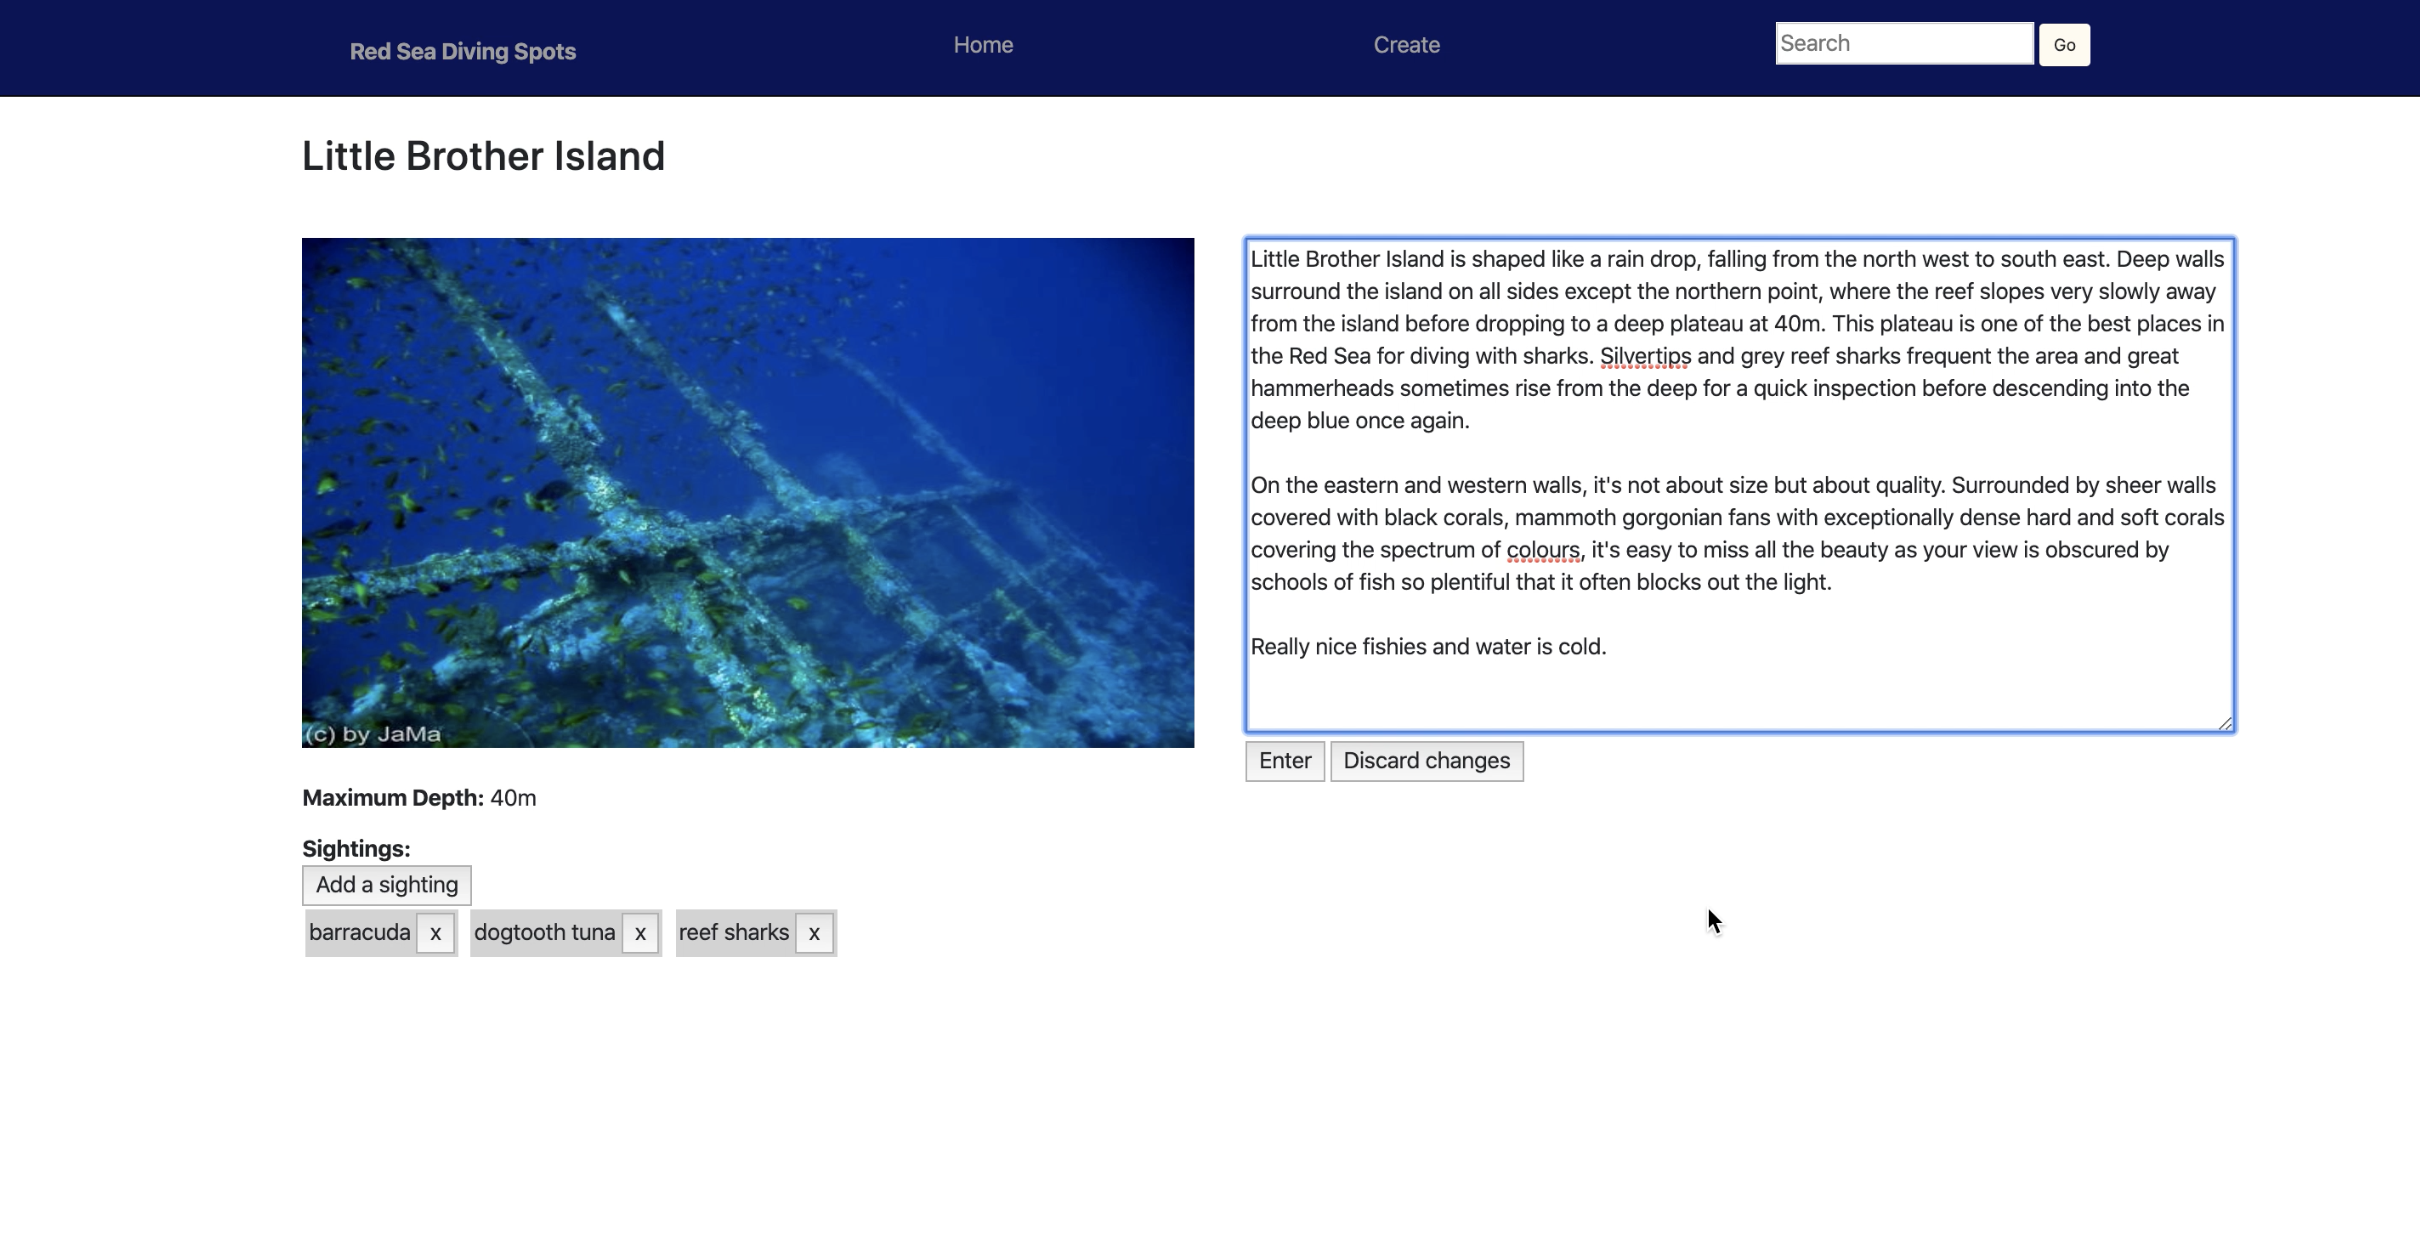 Red Sea Diving Spots
Home
Create
Search
Go
Little Brother Island
(c) by JaMa
Maximum Depth: 40m
Sightings:
Add a sighting
barracuda x dogtooth tuna x reef sharks x
Little Brother Island is shaped like a rain drop, falling from the north west to south east. Deep walls
surround the island on all sides except the northern point, where the reef slopes very slowly away
from the island before dropping to a deep plateau at 40m. This plateau is one of the best places in
the Red Sea for diving with sharks. Silvertips and grey reef sharks frequent the area and great
hammerheads sometimes rise from the deep for a quick inspection before descending into the
deep blue once again.
On the eastern and western walls, it's not about size but about quality. Surrounded by sheer walls
covered with black corals, mammoth gorgonian fans with exceptionally dense hard and soft corals
covering the spectrum of colours, it's easy to miss all the beauty as your view is obscured by
schools of fish so plentiful that it often blocks out the light.
Really nice fishies and water is cold.
Enter
Discard changes